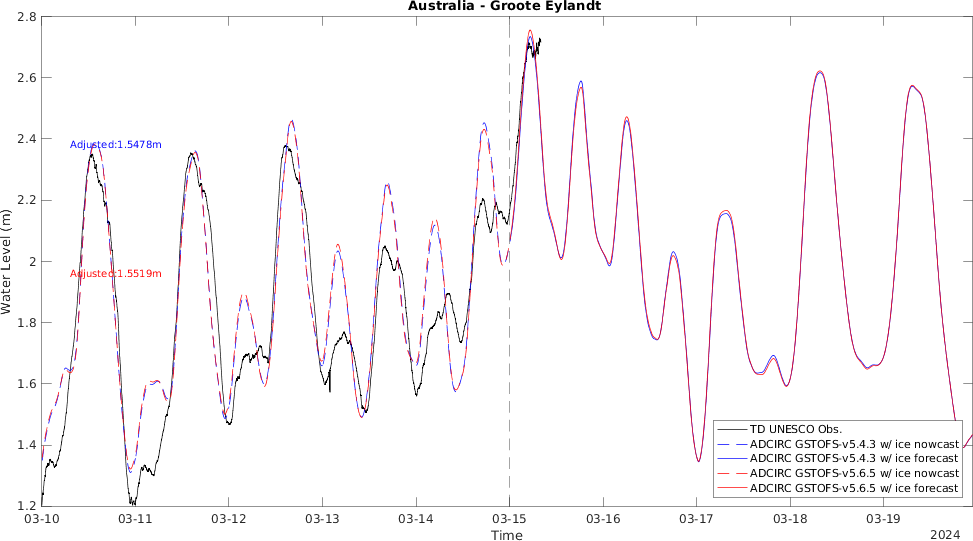 Australia - Groote Eylandt
2.8
2.6
2.4
2.2
2
1.8
1.6
1.4
1.2
Water Level (m)
Adjusted:1.5478m
Adjusted:1.5519m
TD UNESCO Obs.
ADCIRC GSTOFS-v5.4.3 w/ ice nowcast
ADCIRC GSTOFS-v5.4.3 w/ ice forecast
ADCIRC GSTOFS-v5.6.5 w/ ice nowcast
ADCIRC GSTOFS-v5.6.5 w/ ice forecast
03-10 03-11 03-12 03-13 03-14 03-15 03-16 03-17 03-18 03-19
Time
2024